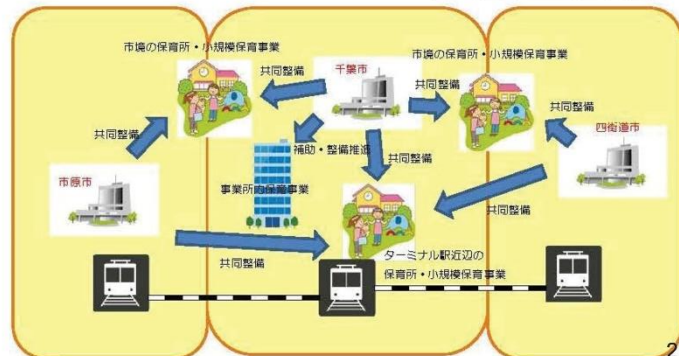 市境の保育所・小規模保育事業
市境の保育所・小規模保育事業
千葉市
共同整備
共同整備
共同整備
共同整備
四街道市
補助・整備推進
共同整備
市原市
事業所内保育事業
共同整備
共同整備
ターミナル駅近辺の
保育所・小規模保育事業
2